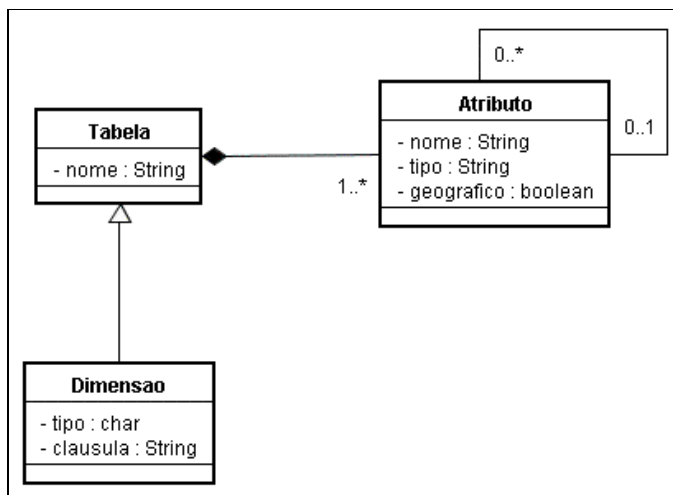 Tabela
- nome : String
1..*
Atributo
- nome : String
- tipo : String
- geografico : boolean
0..*
0..1
Dimensao
- tipo : char
- clausula : String